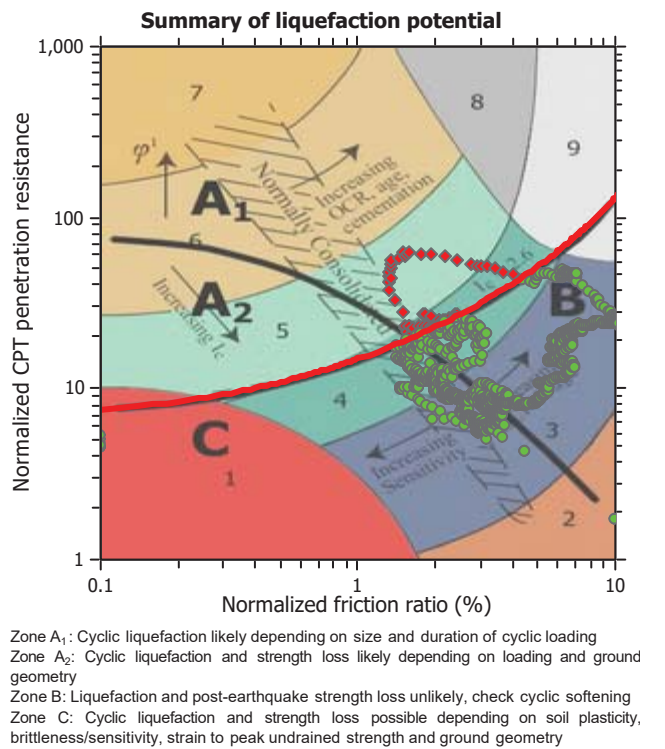 Summary of liquefaction potential
1,000
100
10
1
Normalized CPT penetration resistance
7
8
9
φ'
A1
Increasing
OCR, age,
cementation
Normally Consolidated
6
A2
Increasing Ic
5
2.6
B
4
C
1
Increasing
Sensitivity
3
2
0.1
1
10
Normalized friction ratio (%)
Zone A1: Cyclic liquefaction likely depending on size and duration of cyclic loading
Zone A2: Cyclic liquefaction and strength loss likely depending on loading and ground
geometry
Zone B: Liquefaction and post-earthquake strength loss unlikely, check cyclic softening
Zone C: Cyclic liquefaction and strength loss possible depending on soil plasticity,
brittleness/sensitivity, strain to peak undrained strength and ground geometry